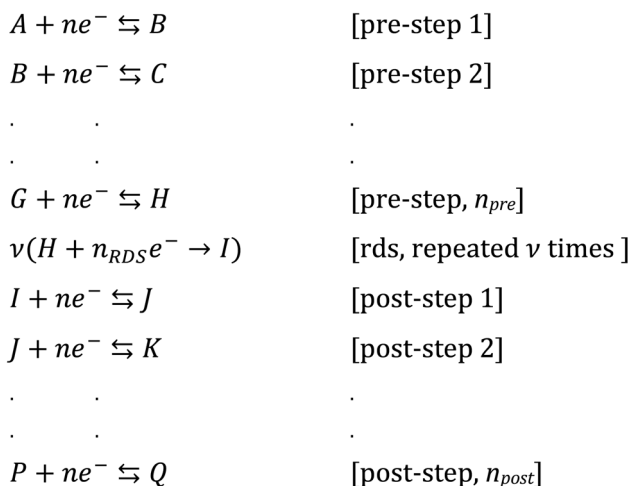 A + ne⁻ ⇆ B [pre-step 1]
B + ne⁻ ⇆ C [pre-step 2]
. . .
. . .
G + ne⁻ ⇆ H [pre-step, n_pre]
ν(H + n_RDS e⁻ → I) [rds, repeated ν times ]
I + ne⁻ ⇆ J [post-step 1]
J + ne⁻ ⇆ K [post-step 2]
. . .
. . .
P + ne⁻ ⇆ Q [post-step, n_post]